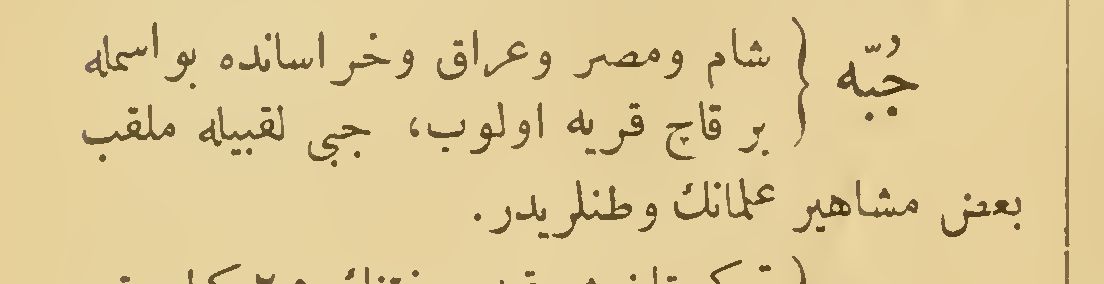 جُبّه ( شام ومصر وعراق وخراسانده بو اسمله
بر قاچ قریه اولوب، جبی لقبیله ملقب
بعض مشاهیر علمانك وطنلریدر.